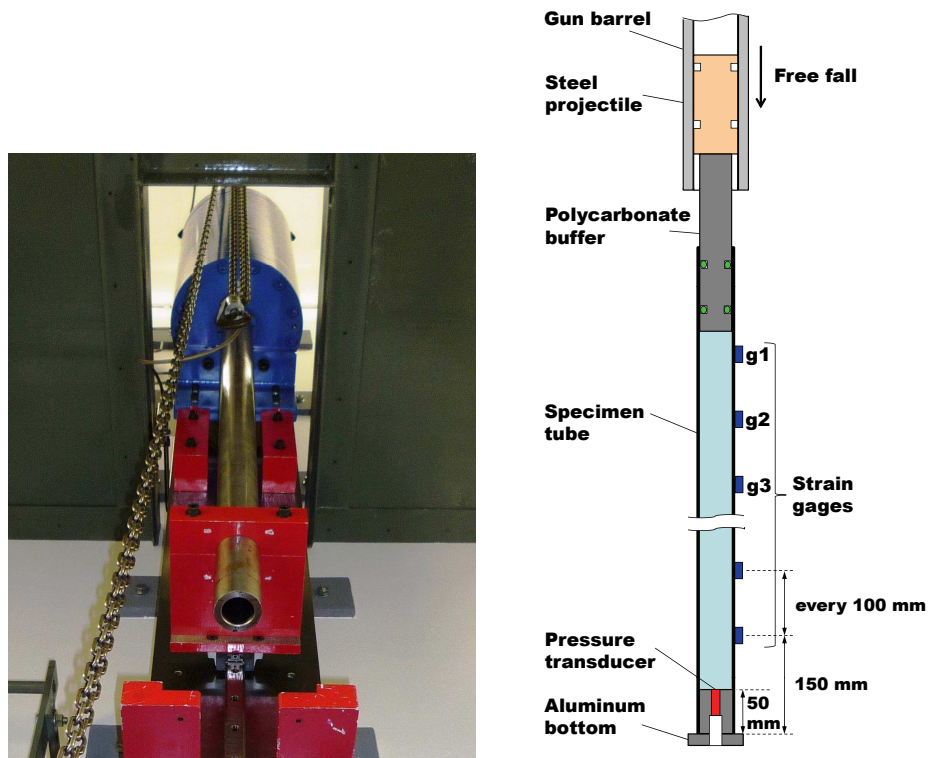 Gun barrel
Free fall
Steel
projectile
Polycarbonate
buffer
g1
Specimen
tube
g2
g3
Strain
gages
every 100 mm
Pressure
transducer
150 mm
50
mm
Aluminum
bottom